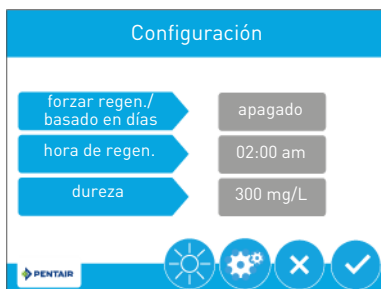 Configuración
forzar regen./
basado en días
apagado
hora de regen.
02:00 am
dureza
300 mg/L
PENTAIR